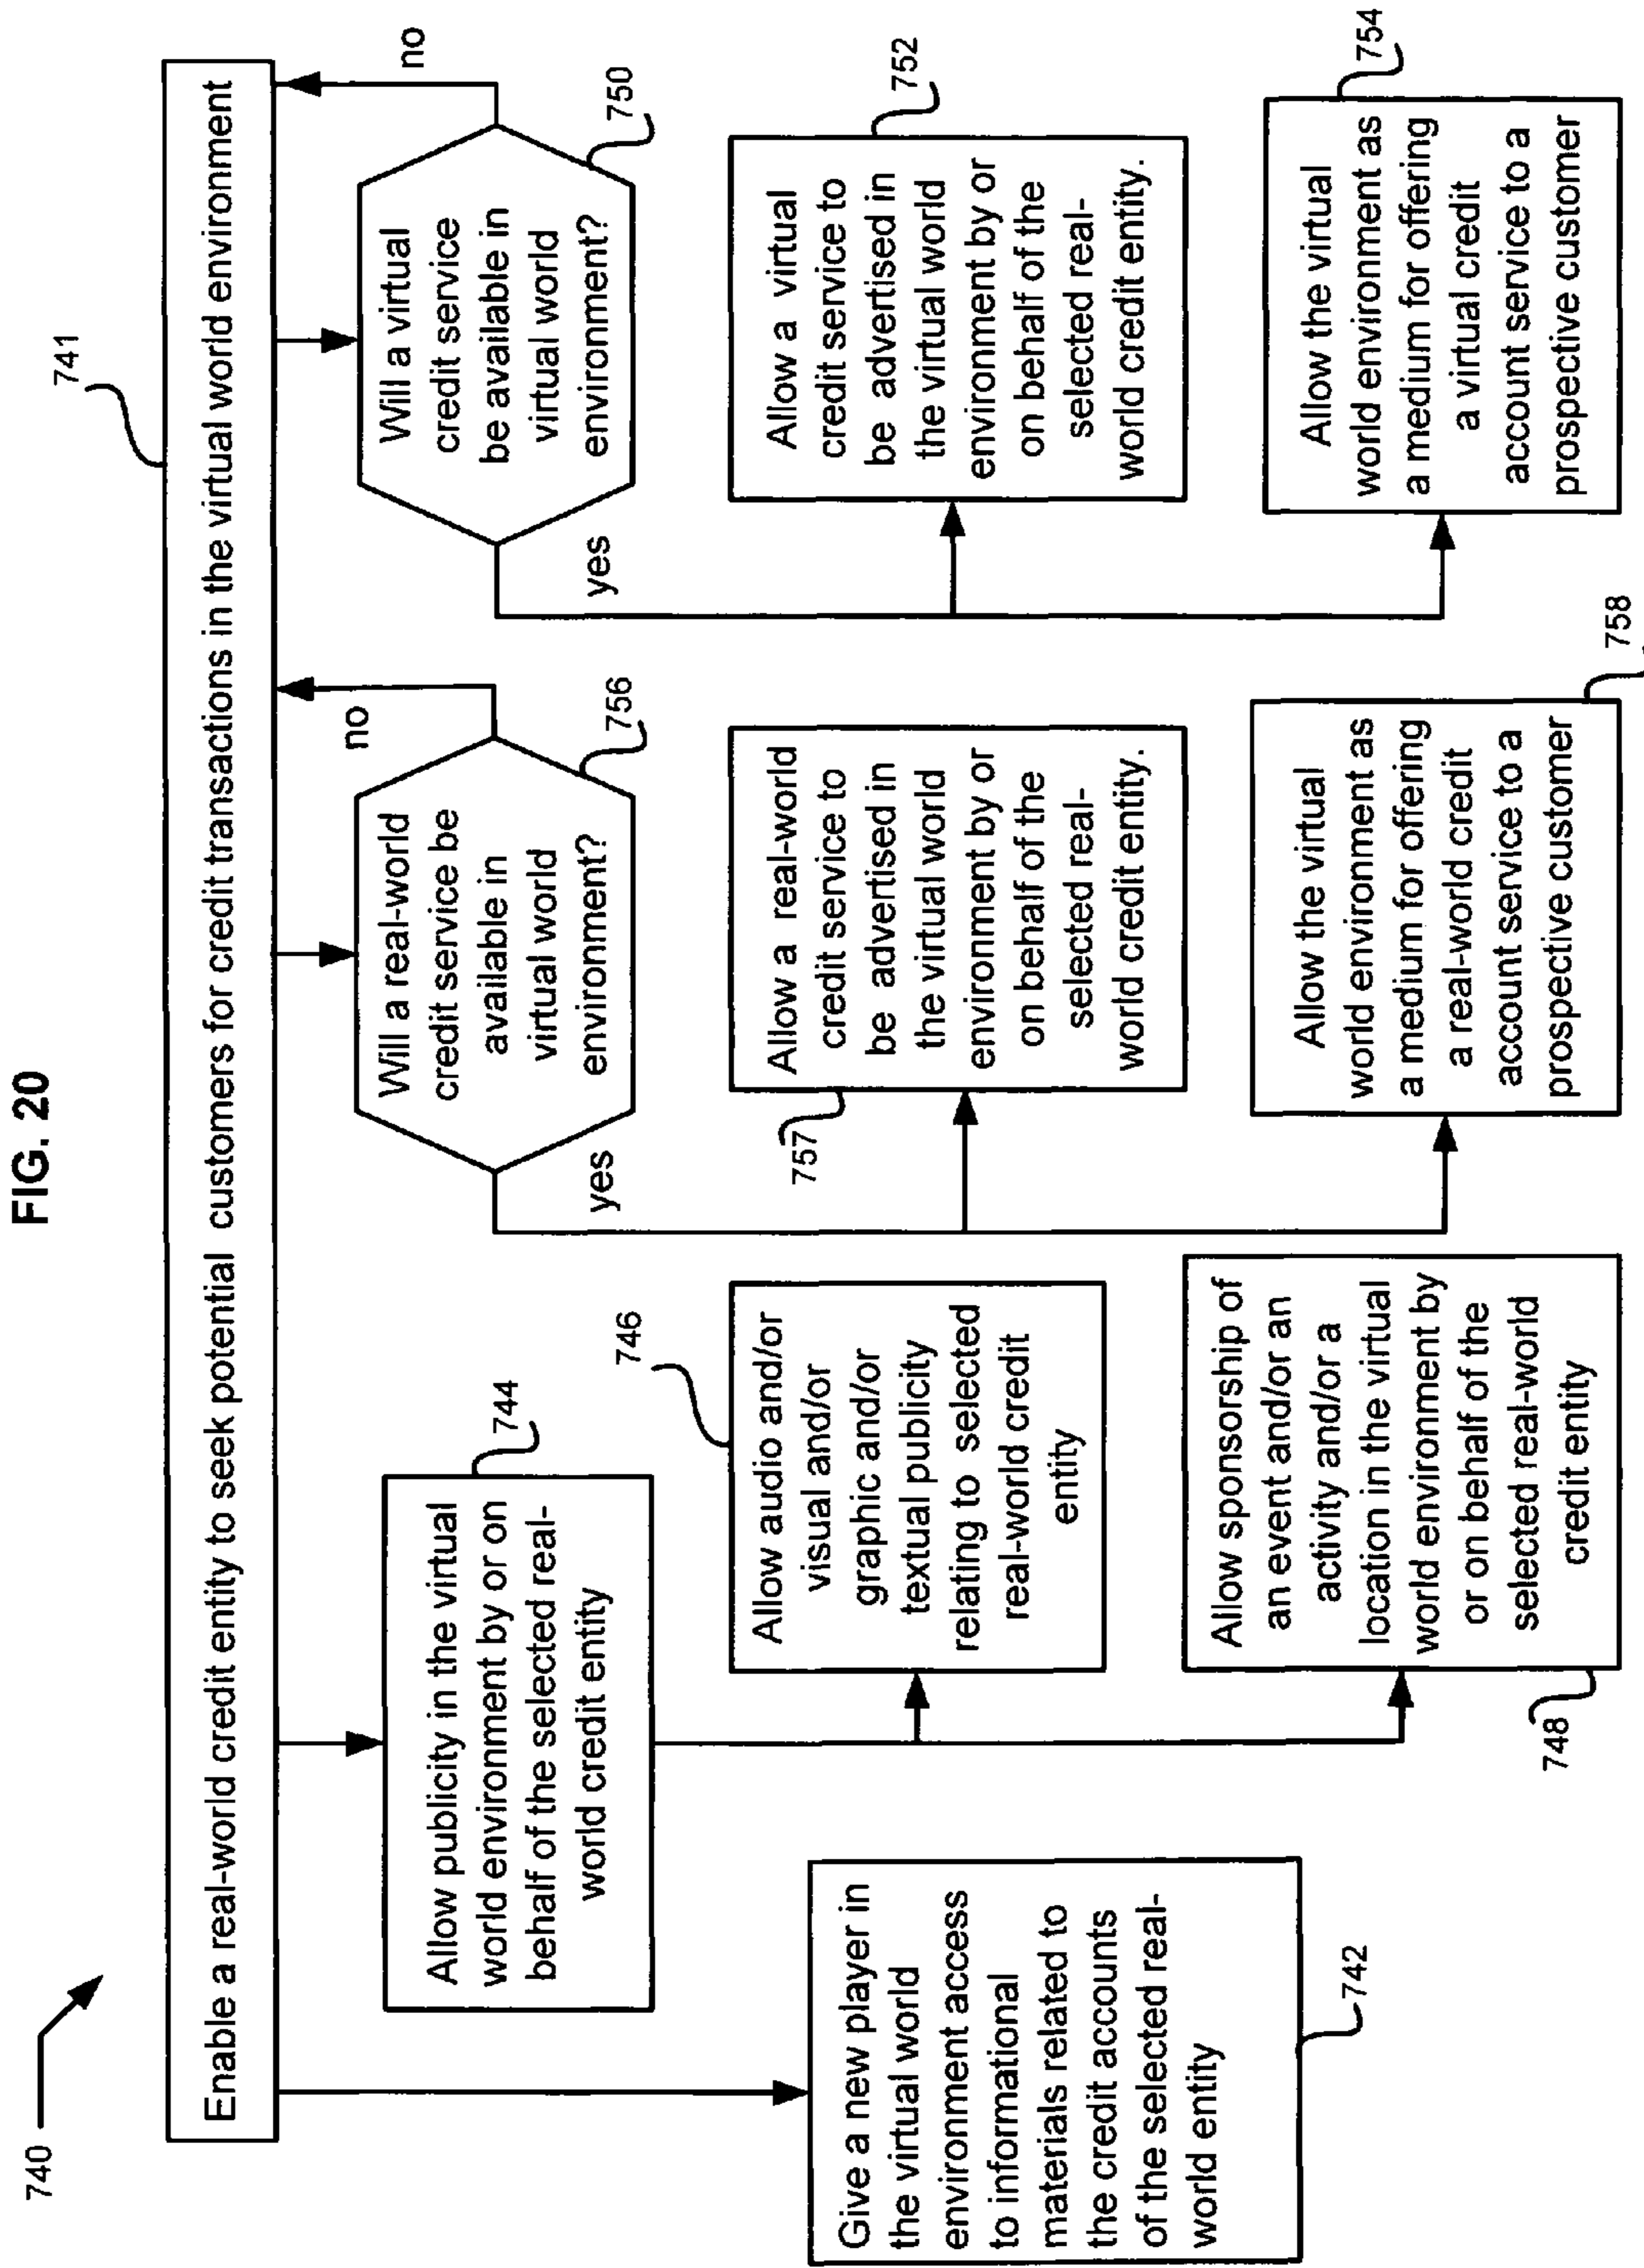 FIG. 20
740
741
Enable a real-world credit entity to seek potential customers for credit transactions in the virtual world environment
Give a new player in
the virtual world
environment access
to informational
materials related to
the credit accounts
of the selected real-
world entity
742
Allow publicity in the virtual
world environment by or on
behalf of the selected real-
world credit entity
744
Allow audio and/or
visual and/or
graphic and/or
textual publicity
relating to selected
real-world credit
entity
746
Allow sponsorship of
an event and/or an
activity and/or a
location in the virtual
world environment by
or on behalf of the
selected real-world
credit entity
748
Will a real-world
credit service be
available in
virtual world
environment?
756
no
yes
Allow a real-world
credit service to
be advertised in
the virtual world
environment by or
on behalf of the
selected real-
world credit entity.
757
Allow the virtual
world environment as
a medium for offering
a real-world credit
account service to a
prospective customer
758
Will a virtual
credit service
be available in
virtual world
environment?
750
no
yes
Allow a virtual
credit service to
be advertised in
the virtual world
environment by or
on behalf of the
selected real-
world credit entity.
752
Allow the virtual
world environment as
a medium for offering
a virtual credit
account service to a
prospective customer
754